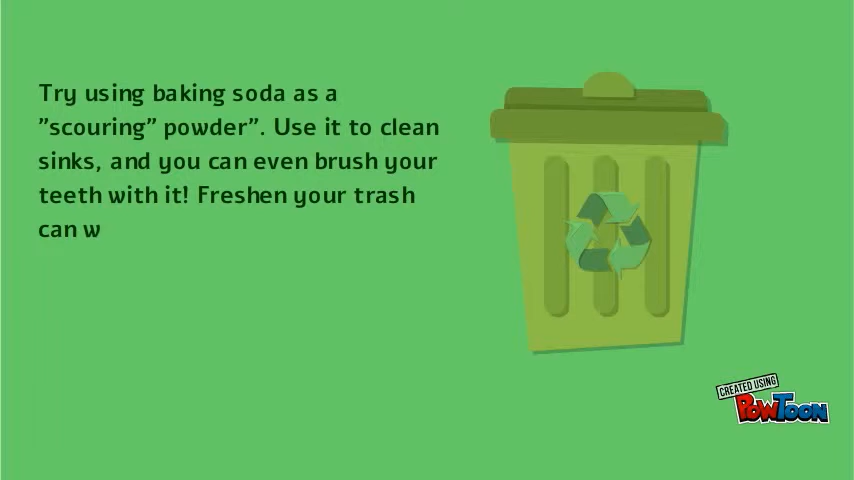 Try using baking soda as a
"scouring" powder". Use it to clean
sinks, and you can even brush your
teeth with it! Freshen your trash
can w
CREATED USING
PowToon